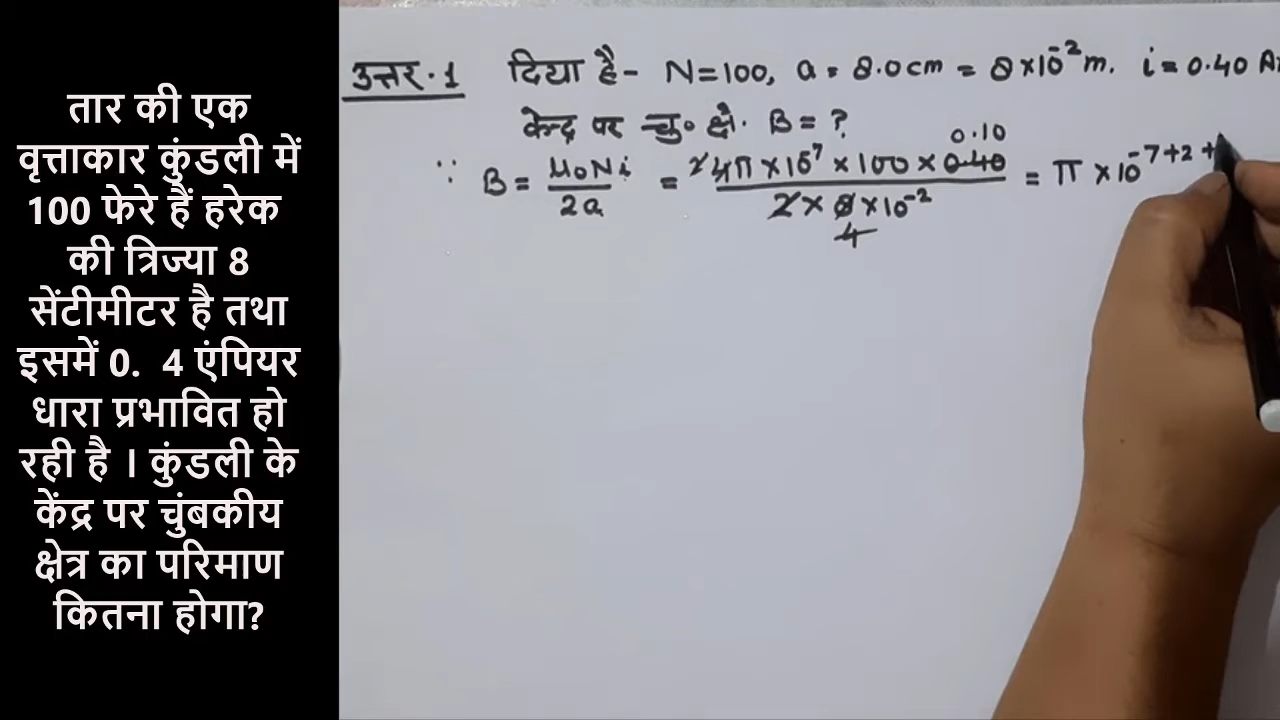 तार की एक
वृत्ताकार कुंडली में
100 फेरे हैं हरेक
की त्रिज्या 8
सेंटीमीटर है तथा
इसमें 0. 4 एंपियर
धारा प्रभावित हो
रही है । कुंडली के
केंद्र पर चुंबकीय
क्षेत्र का परिमाण
कितना होगा?
उत्तर·1 दिया है- N=100, a = 8.0cm = 8×10⁻²m. i = 0.40 A
केन्द्र पर चु॰ क्षे॰ B = ?
0.10
∵ B = μ₀Ni / 2a = 2 4π × 10⁻⁷ × 100 × 0.40 / 2 × 8 × 10⁻² = π × 10⁻⁷⁺²⁺
4